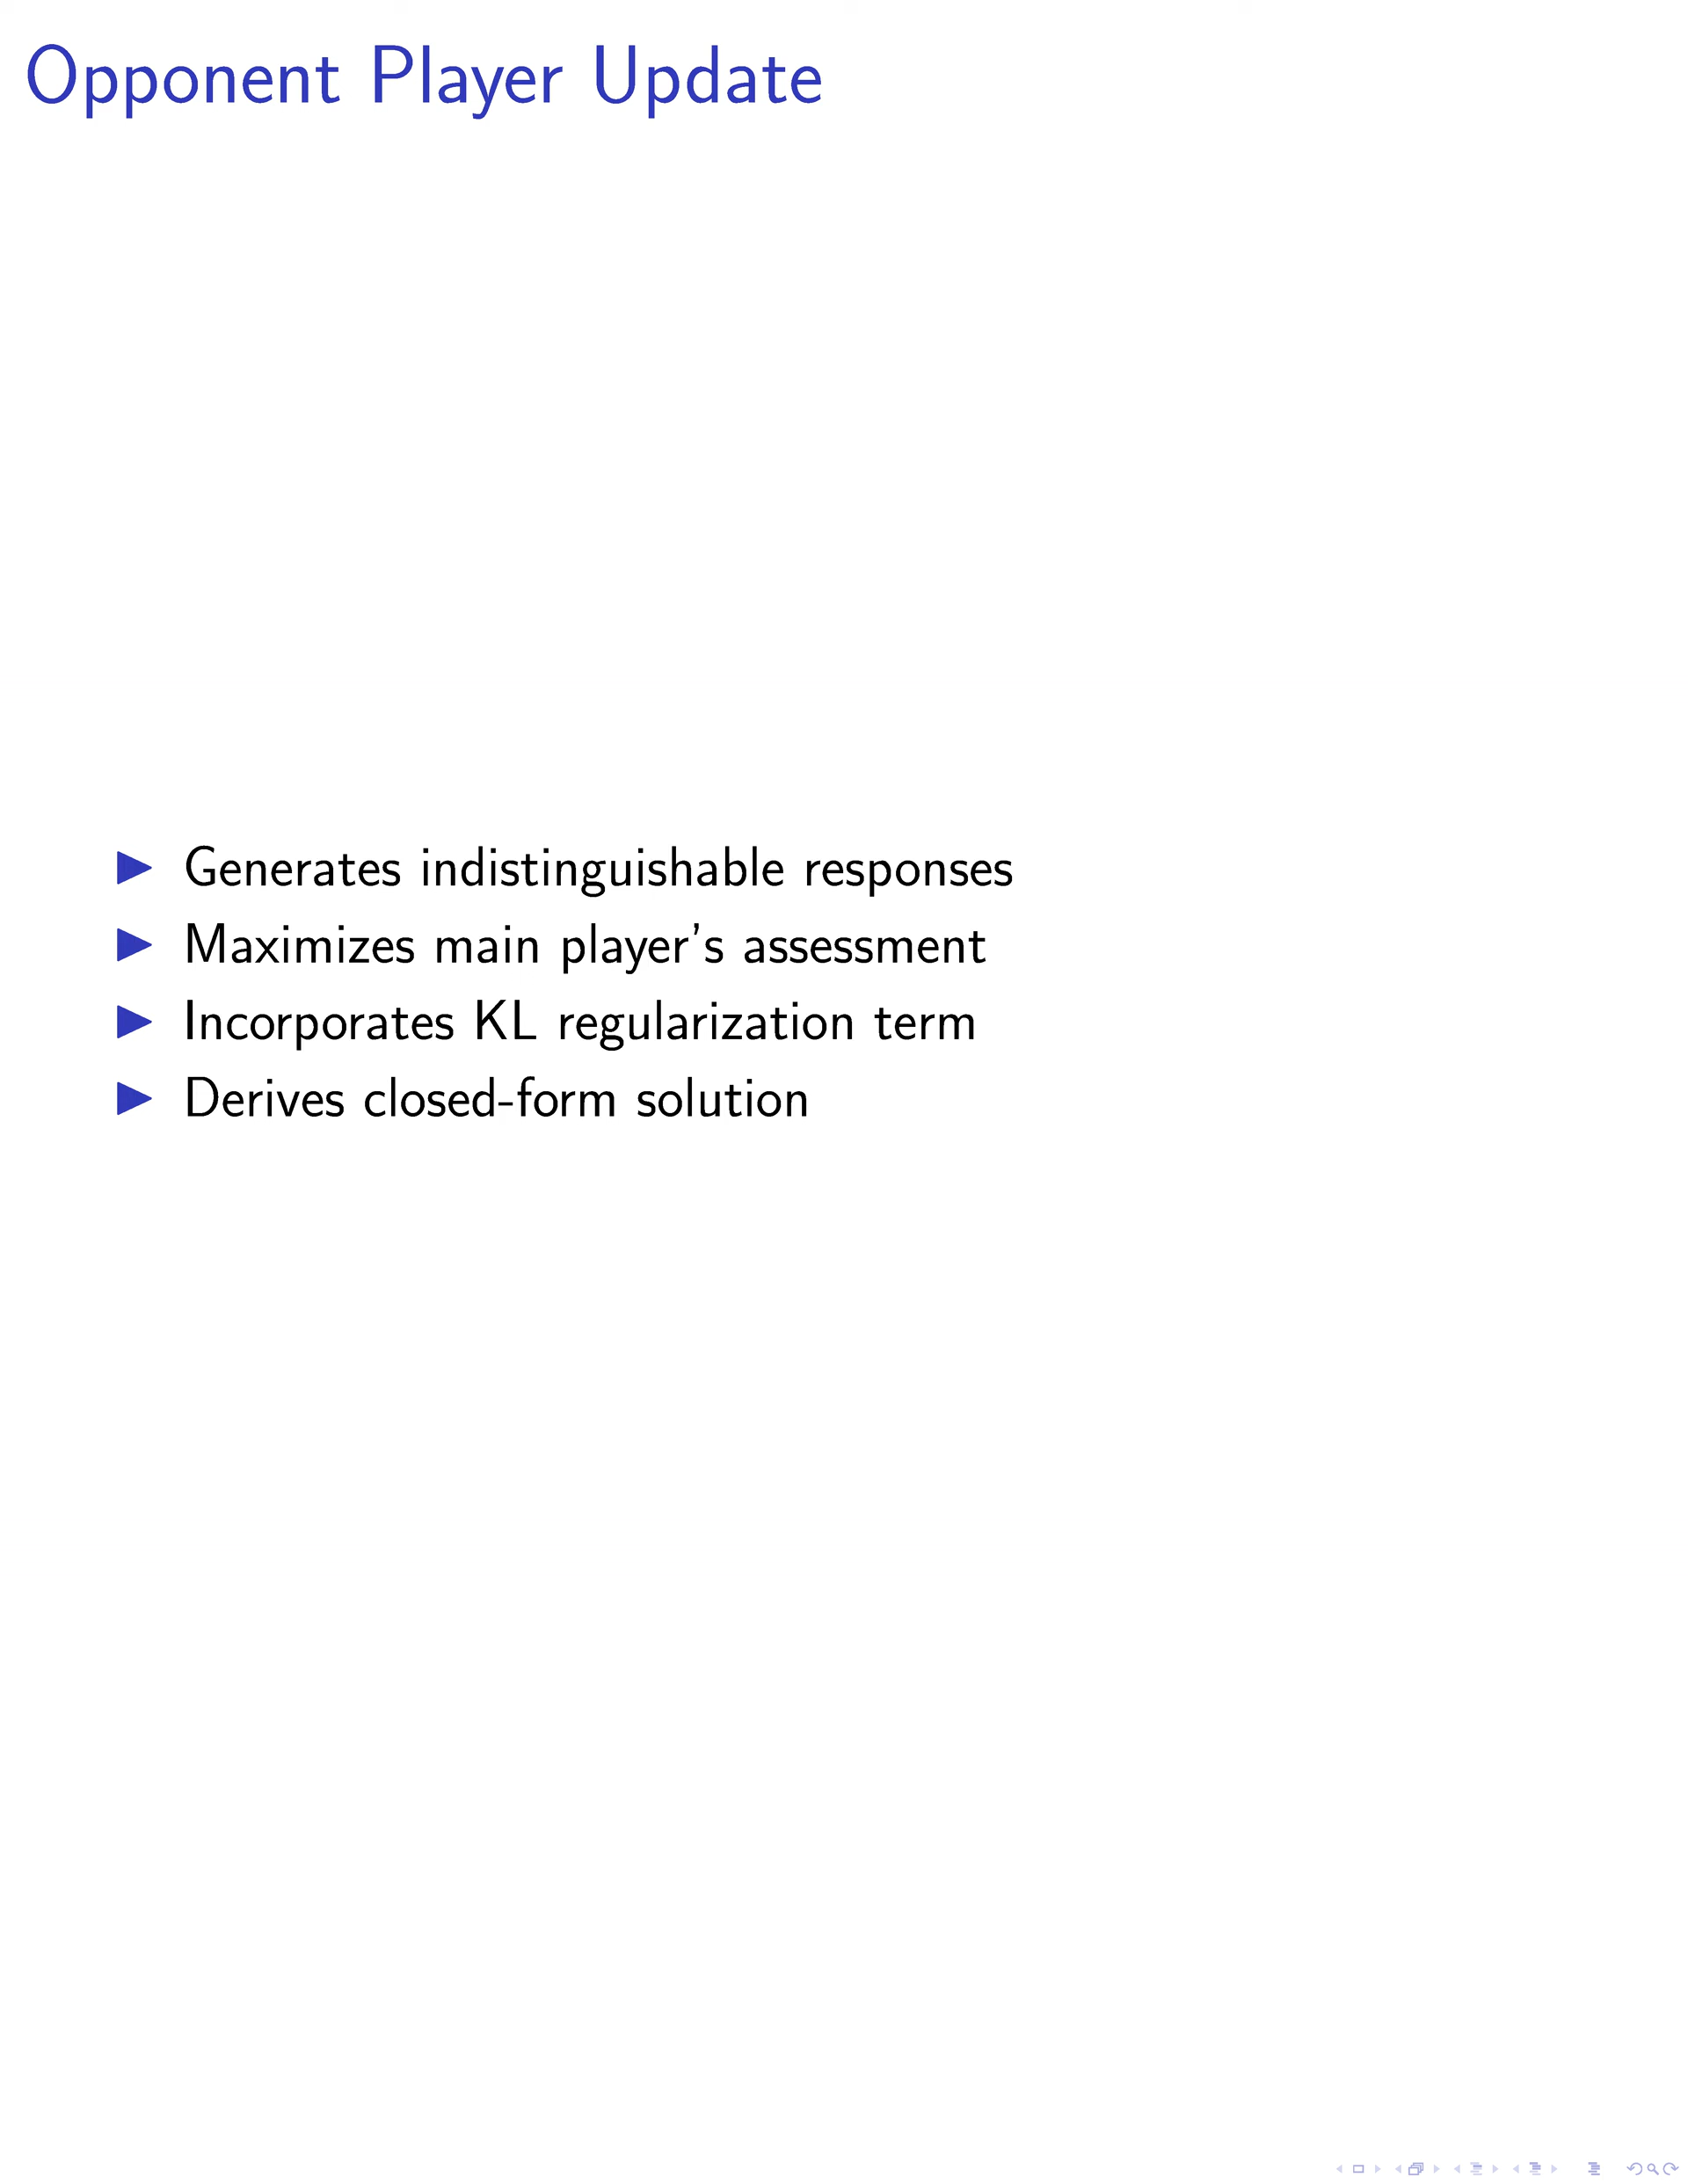 Opponent Player Update
Generates indistinguishable responses
Maximizes main player's assessment
Incorporates KL regularization term
Derives closed-form solution